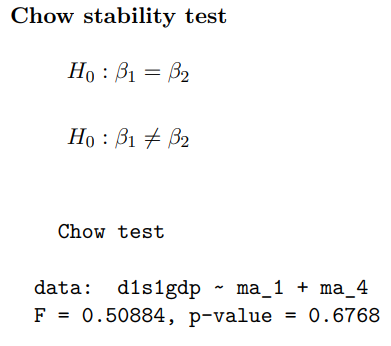 Chow stability test
H₀ : β₁ = β₂
H₀ : β₁ ≠ β₂
Chow test
data: d1s1gdp ~ ma_1 + ma_4
F = 0.50884, p-value = 0.6768